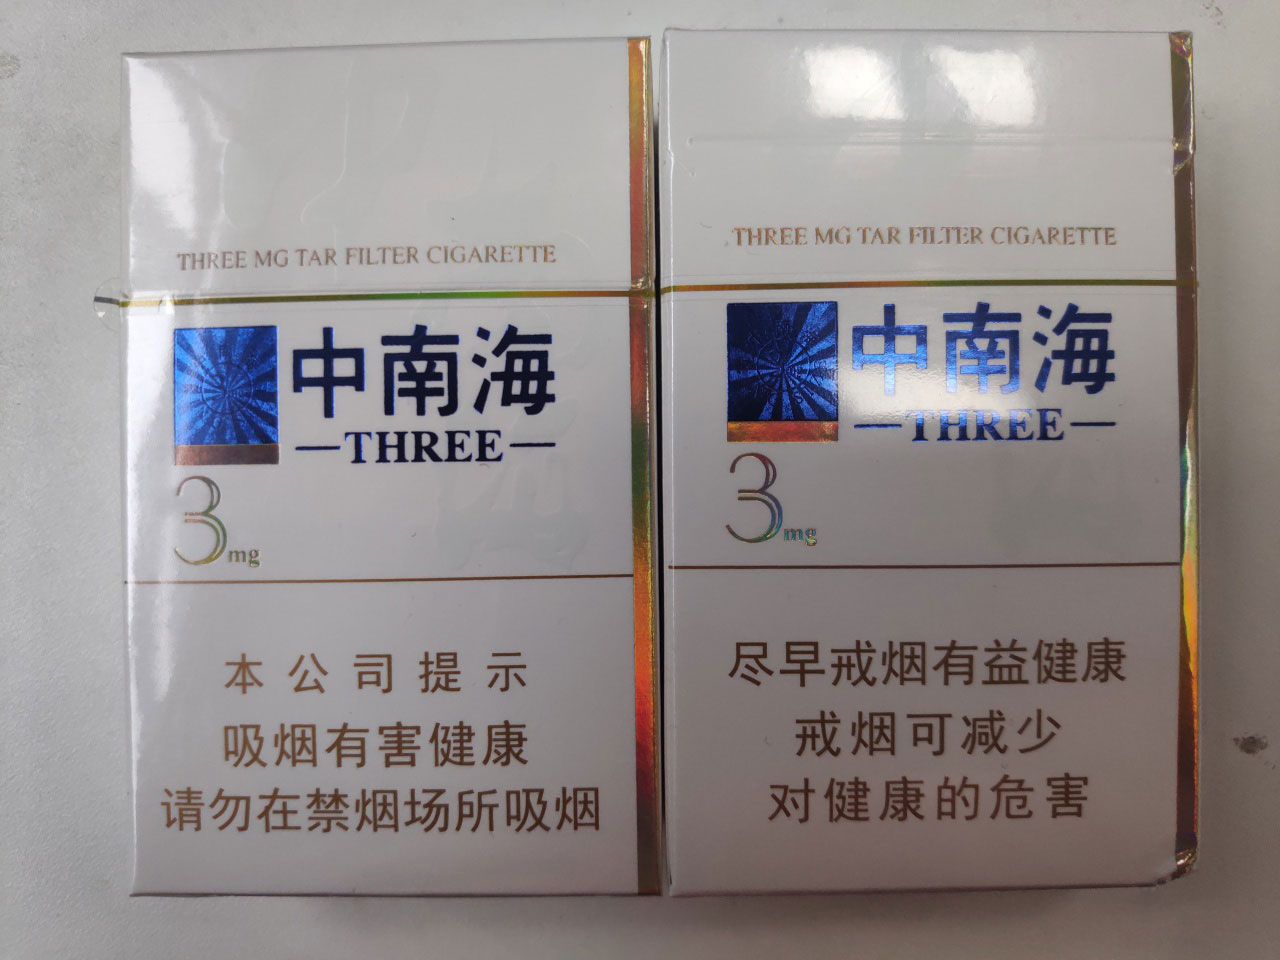 THREE MG TAR FILTER CIGARETTE
中南海
THREE
3mg
本公司提示
吸烟有害健康
请勿在禁烟场所吸烟
THREE MG TAR FILTER CIGARETTE
中南海
THREE
3mg
尽早戒烟有益健康
戒烟可减少
对健康的危害